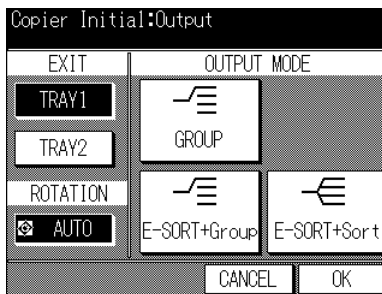 Copier Initial:Output
EXIT
OUTPUT MODE
TRAY1
TRAY2
GROUP
ROTATION
AUTO
E-SORT+Group
E-SORT+Sort
CANCEL
OK